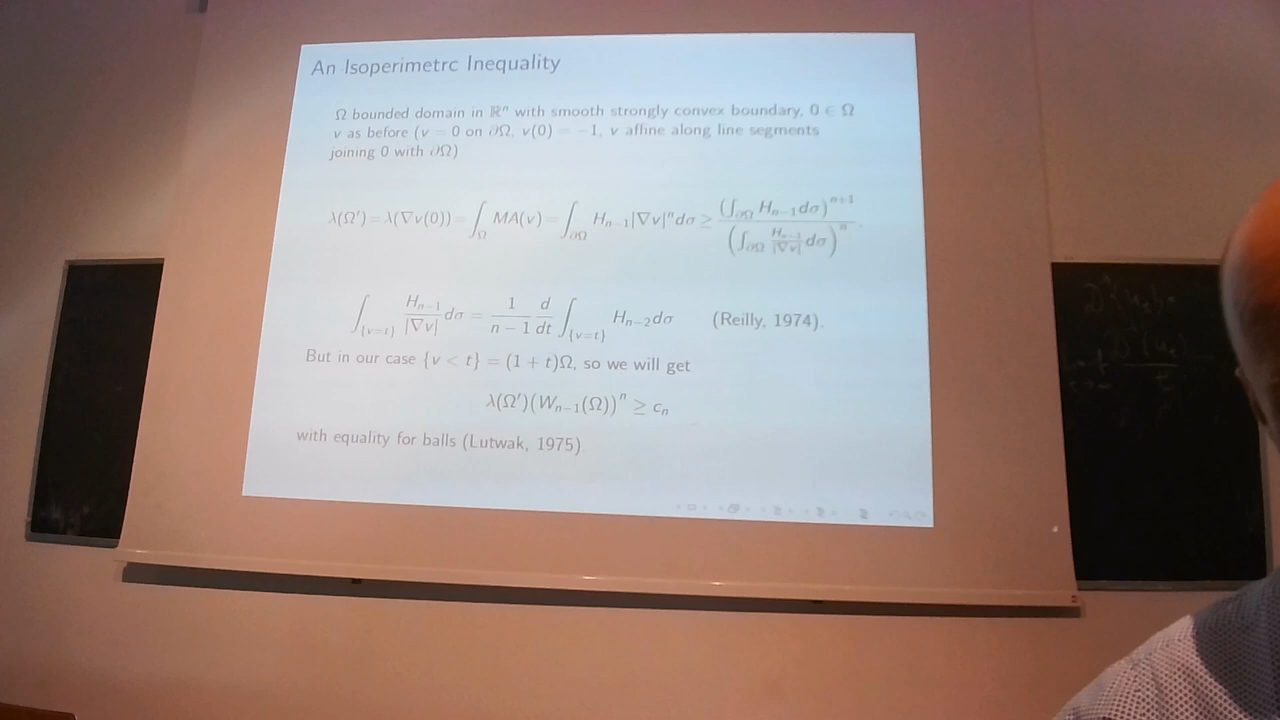 An Isoperimetrc Inequality
Ω bounded domain in ℝⁿ with smooth strongly convex boundary, 0 ∈ Ω
v as before (v = 0 on ∂Ω, v(0) = −1, v affine along line segments
joining 0 with ∂Ω)
λ(Ω′) = λ(∇v(0)) = ∫_Ω MA(v) = ∫_{∂Ω} H_{n−1}|∇v|ⁿdσ ≥ (∫_{∂Ω} H_{n−1}dσ)^{n+1} / (∫_{∂Ω} H_{n−1}/|∇v| dσ)ⁿ.
∫_{{v=t}} H_{n−1}/|∇v| dσ = 1/(n−1) d/dt ∫_{{v=t}} H_{n−2}dσ (Reilly, 1974).
But in our case {v < t} = (1 + t)Ω, so we will get
λ(Ω′)(W_{n−1}(Ω))ⁿ ≥ cₙ
with equality for balls (Lutwak, 1975)